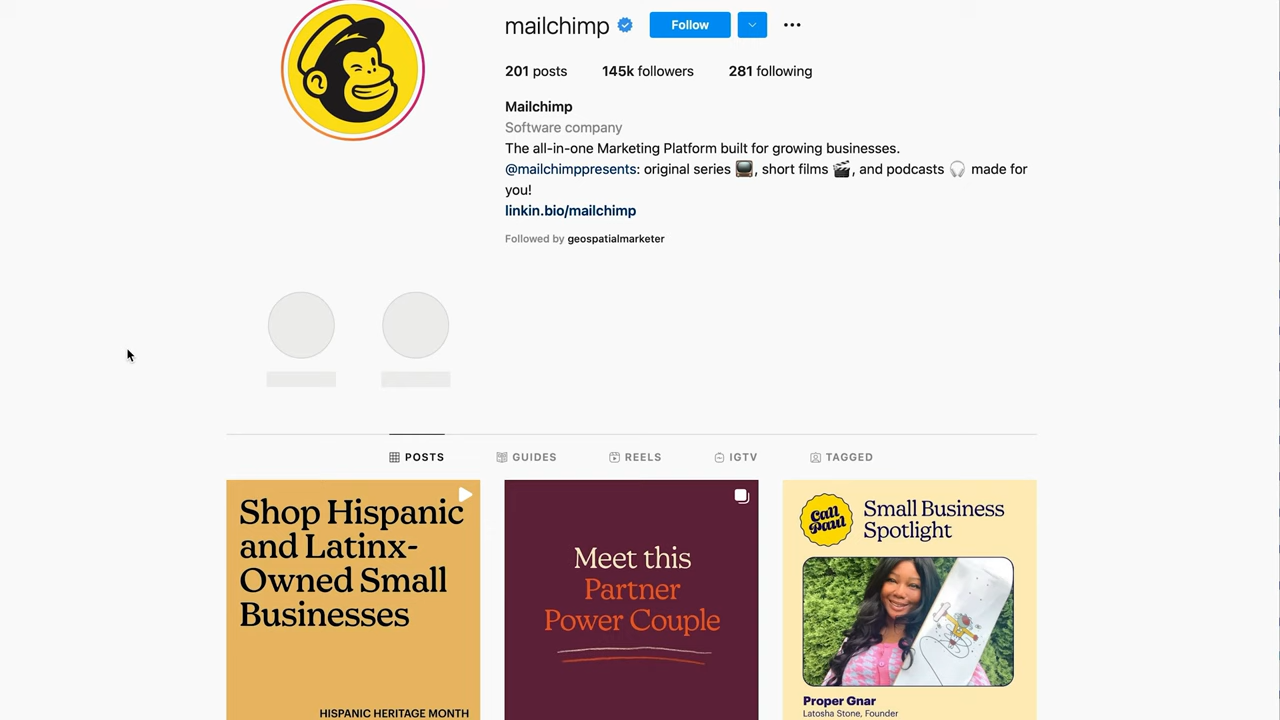 mailchimp
Follow
201 posts 145k followers 281 following
Mailchimp
Software company
The all-in-one Marketing Platform built for growing businesses.
@mailchimppresents: original series 📺, short films 🎬, and podcasts 🎧 made for
you!
linkin.bio/mailchimp
Followed by geospatialmarketer
POSTS GUIDES REELS IGTV TAGGED
Shop Hispanic
and Latinx-
Owned Small
Businesses
HISPANIC HERITAGE MONTH
Meet this
Partner
Power Couple
Call
Paul
Small Business
Spotlight
Proper Gnar
Latosha Stone, Founder